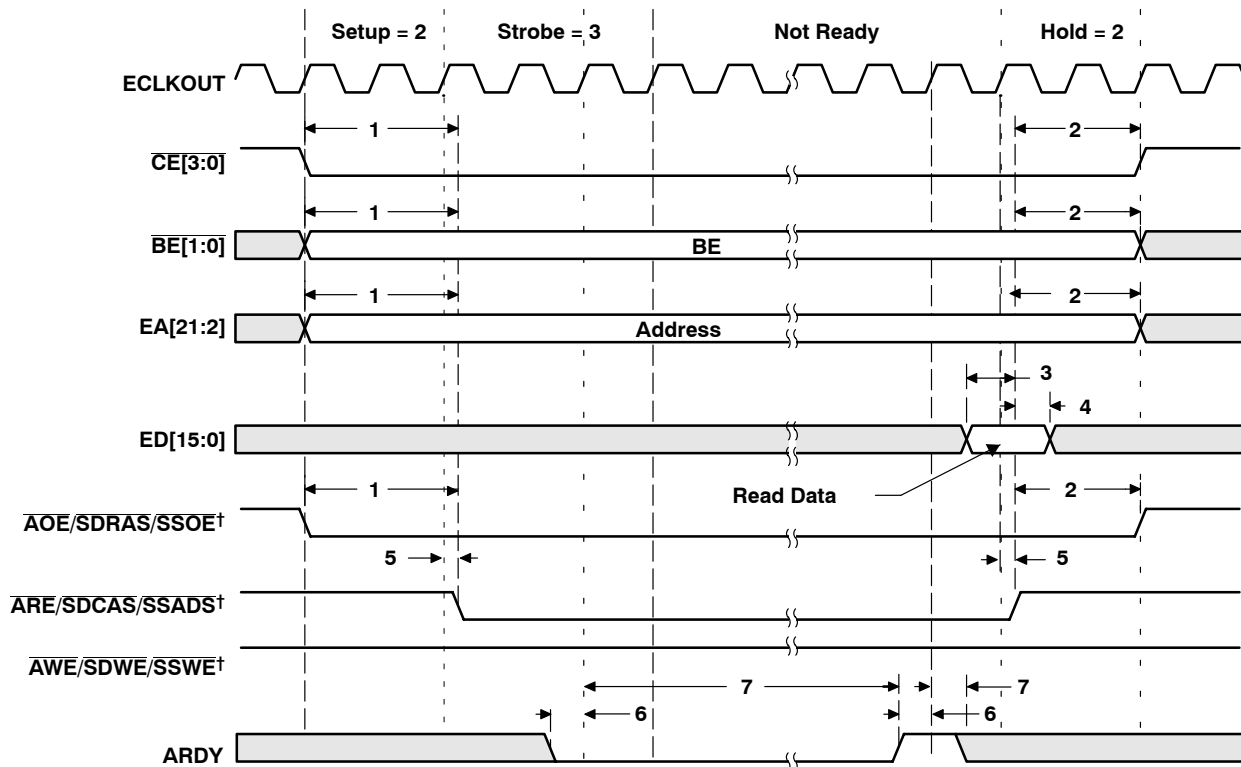 Setup = 2 Strobe = 3 Not Ready Hold = 2
ECLKOUT
1 2
CE[3:0]
1 2
BE[1:0] BE
1 2
EA[21:2] Address
3
4
ED[15:0]
Read Data
1 2
AOE/SDRAS/SSOE†
5 5
ARE/SDCAS/SSADS†
AWE/SDWE/SSWE†
7 7
6 6
ARDY